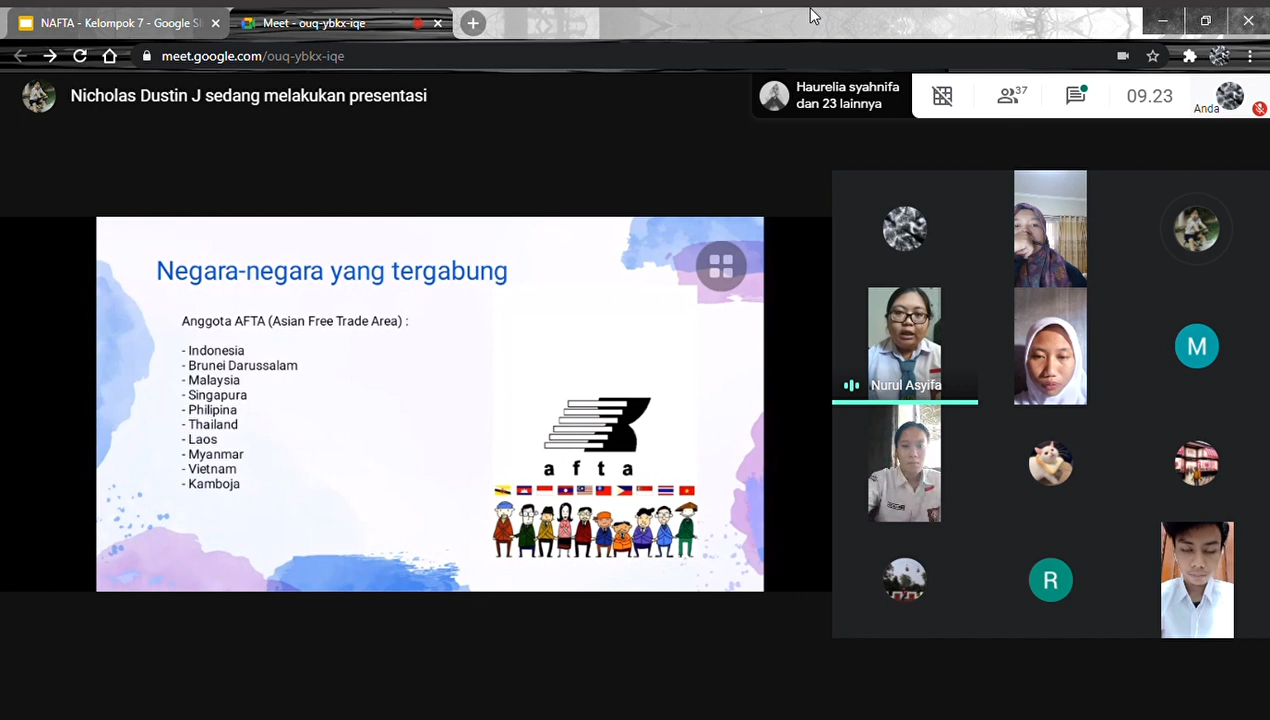 NAFTA - Kelompok 7 - Google Sl
Meet - ouq-ybkx-iqe
meet.google.com/ouq-ybkx-iqe
Nicholas Dustin J sedang melakukan presentasi
Haurelia syahnifa
dan 23 lainnya
37
09.23
Anda
Negara-negara yang tergabung
Anggota AFTA (Asian Free Trade Area) :
- Indonesia
- Brunei Darussalam
- Malaysia
- Singapura
- Philipina
- Thailand
- Laos
- Myanmar
- Vietnam
- Kamboja
afta
Nurul Asyifa
M
R